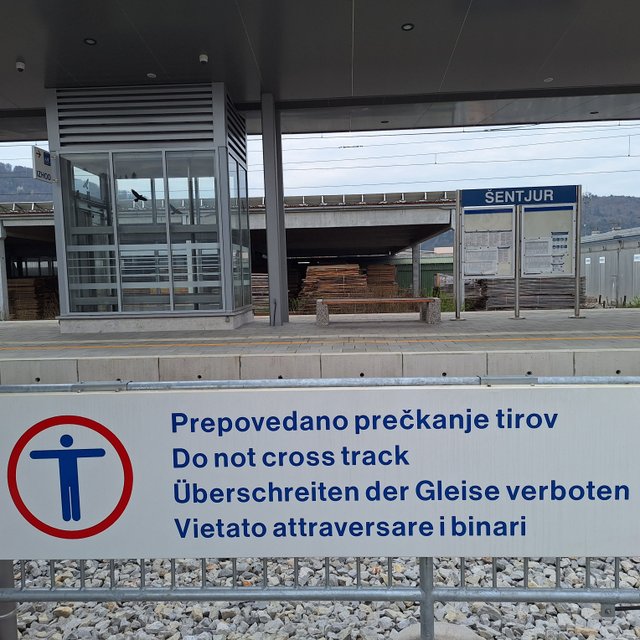 IZHOD
ŠENTJUR
Prepovedano prečkanje tirov
Do not cross track
Überschreiten der Gleise verboten
Vietato attraversare i binari